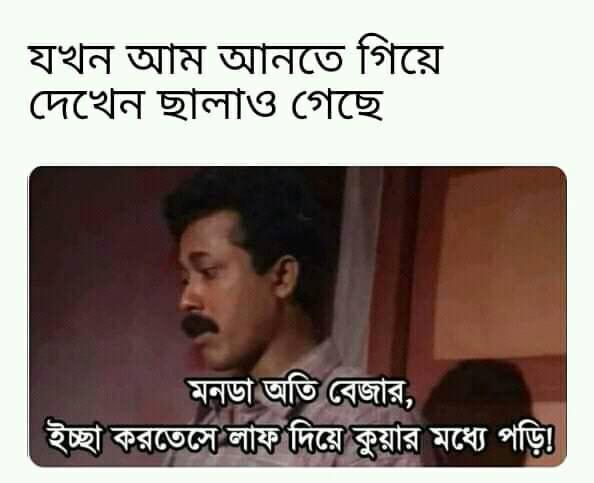 যখন আম আনতে গিয়ে
দেখেন ছালাও গেছে
মনডা অতি বেজার,
ইচ্ছা করতেসে লাফ দিয়ে কুয়ার মধ্যে পড়ি!